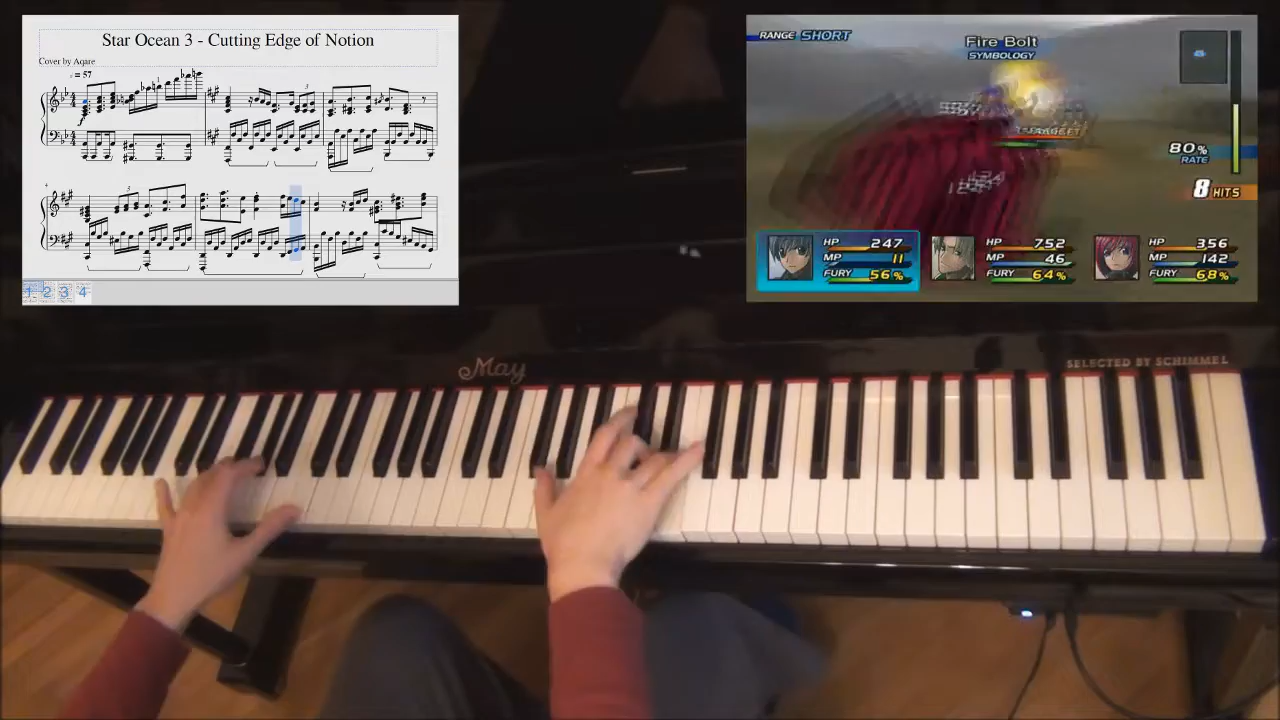 Star Ocean 3 - Cutting Edge of Notion
Cover by Aqare
= 57
1 2 3 4
RANGE SHORT
Fire Bolt
SYMBOLOGY
80%
RATE
8 HITS
HP 247
MP 11
FURY 56%
HP 752
MP 46
FURY 64%
HP 356
MP 142
FURY 68%
May
SELECTED BY SCHIMMEL